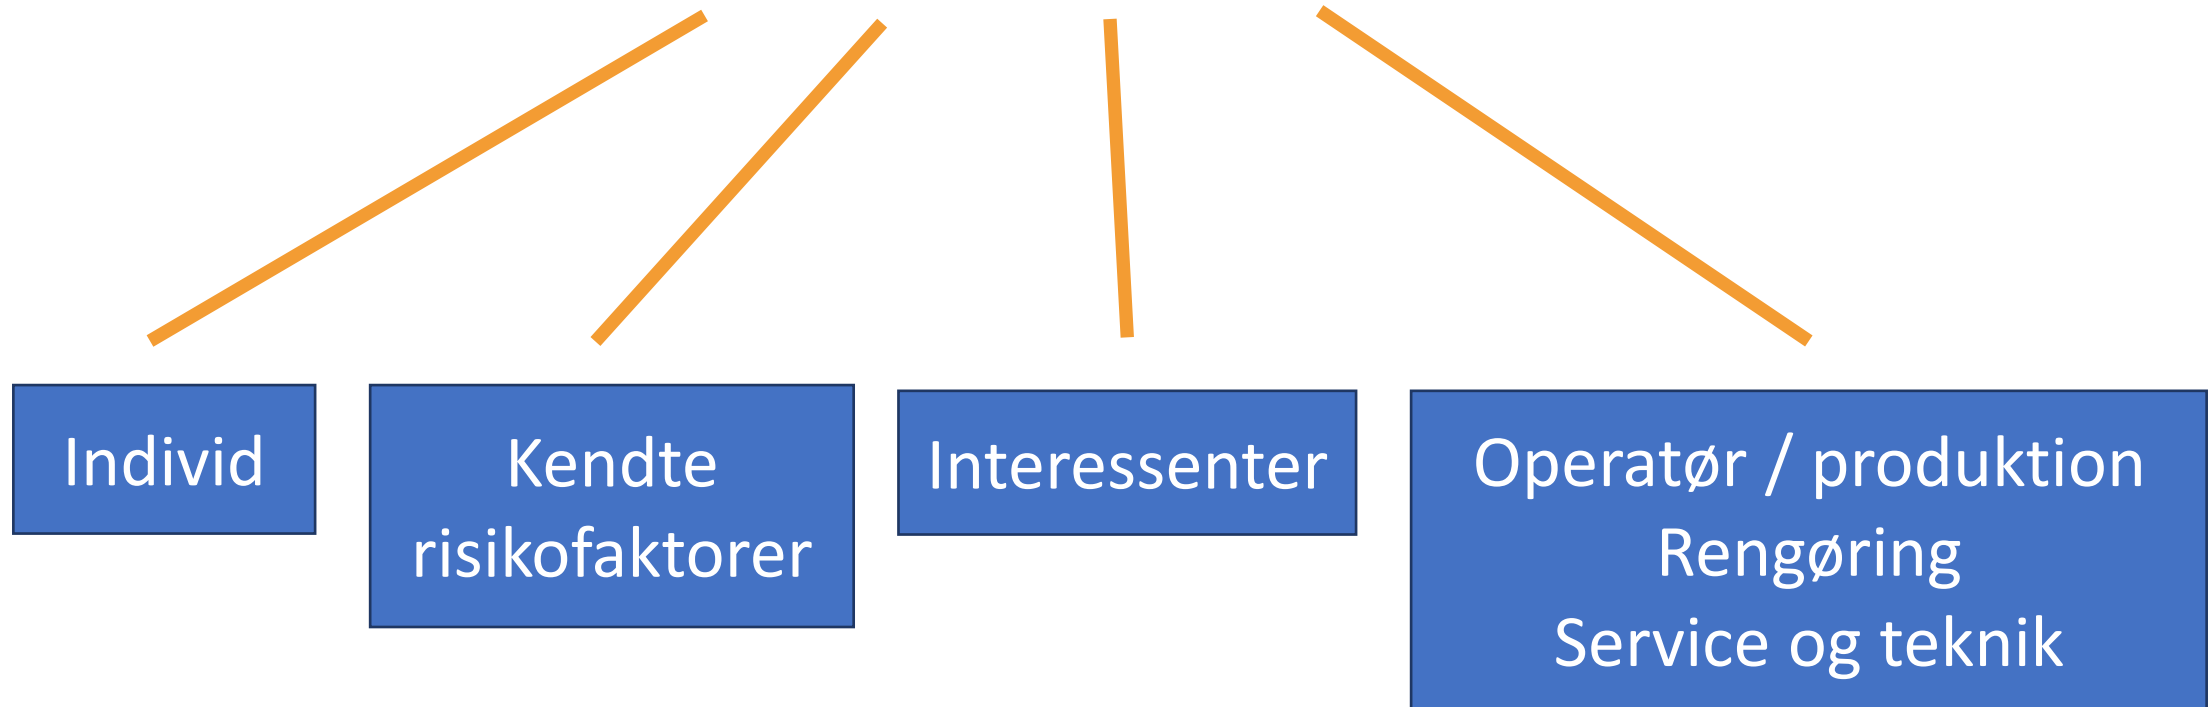 Individ
Kendte
risikofaktorer
Interessenter
Operatør / produktion
Rengøring
Service og teknik